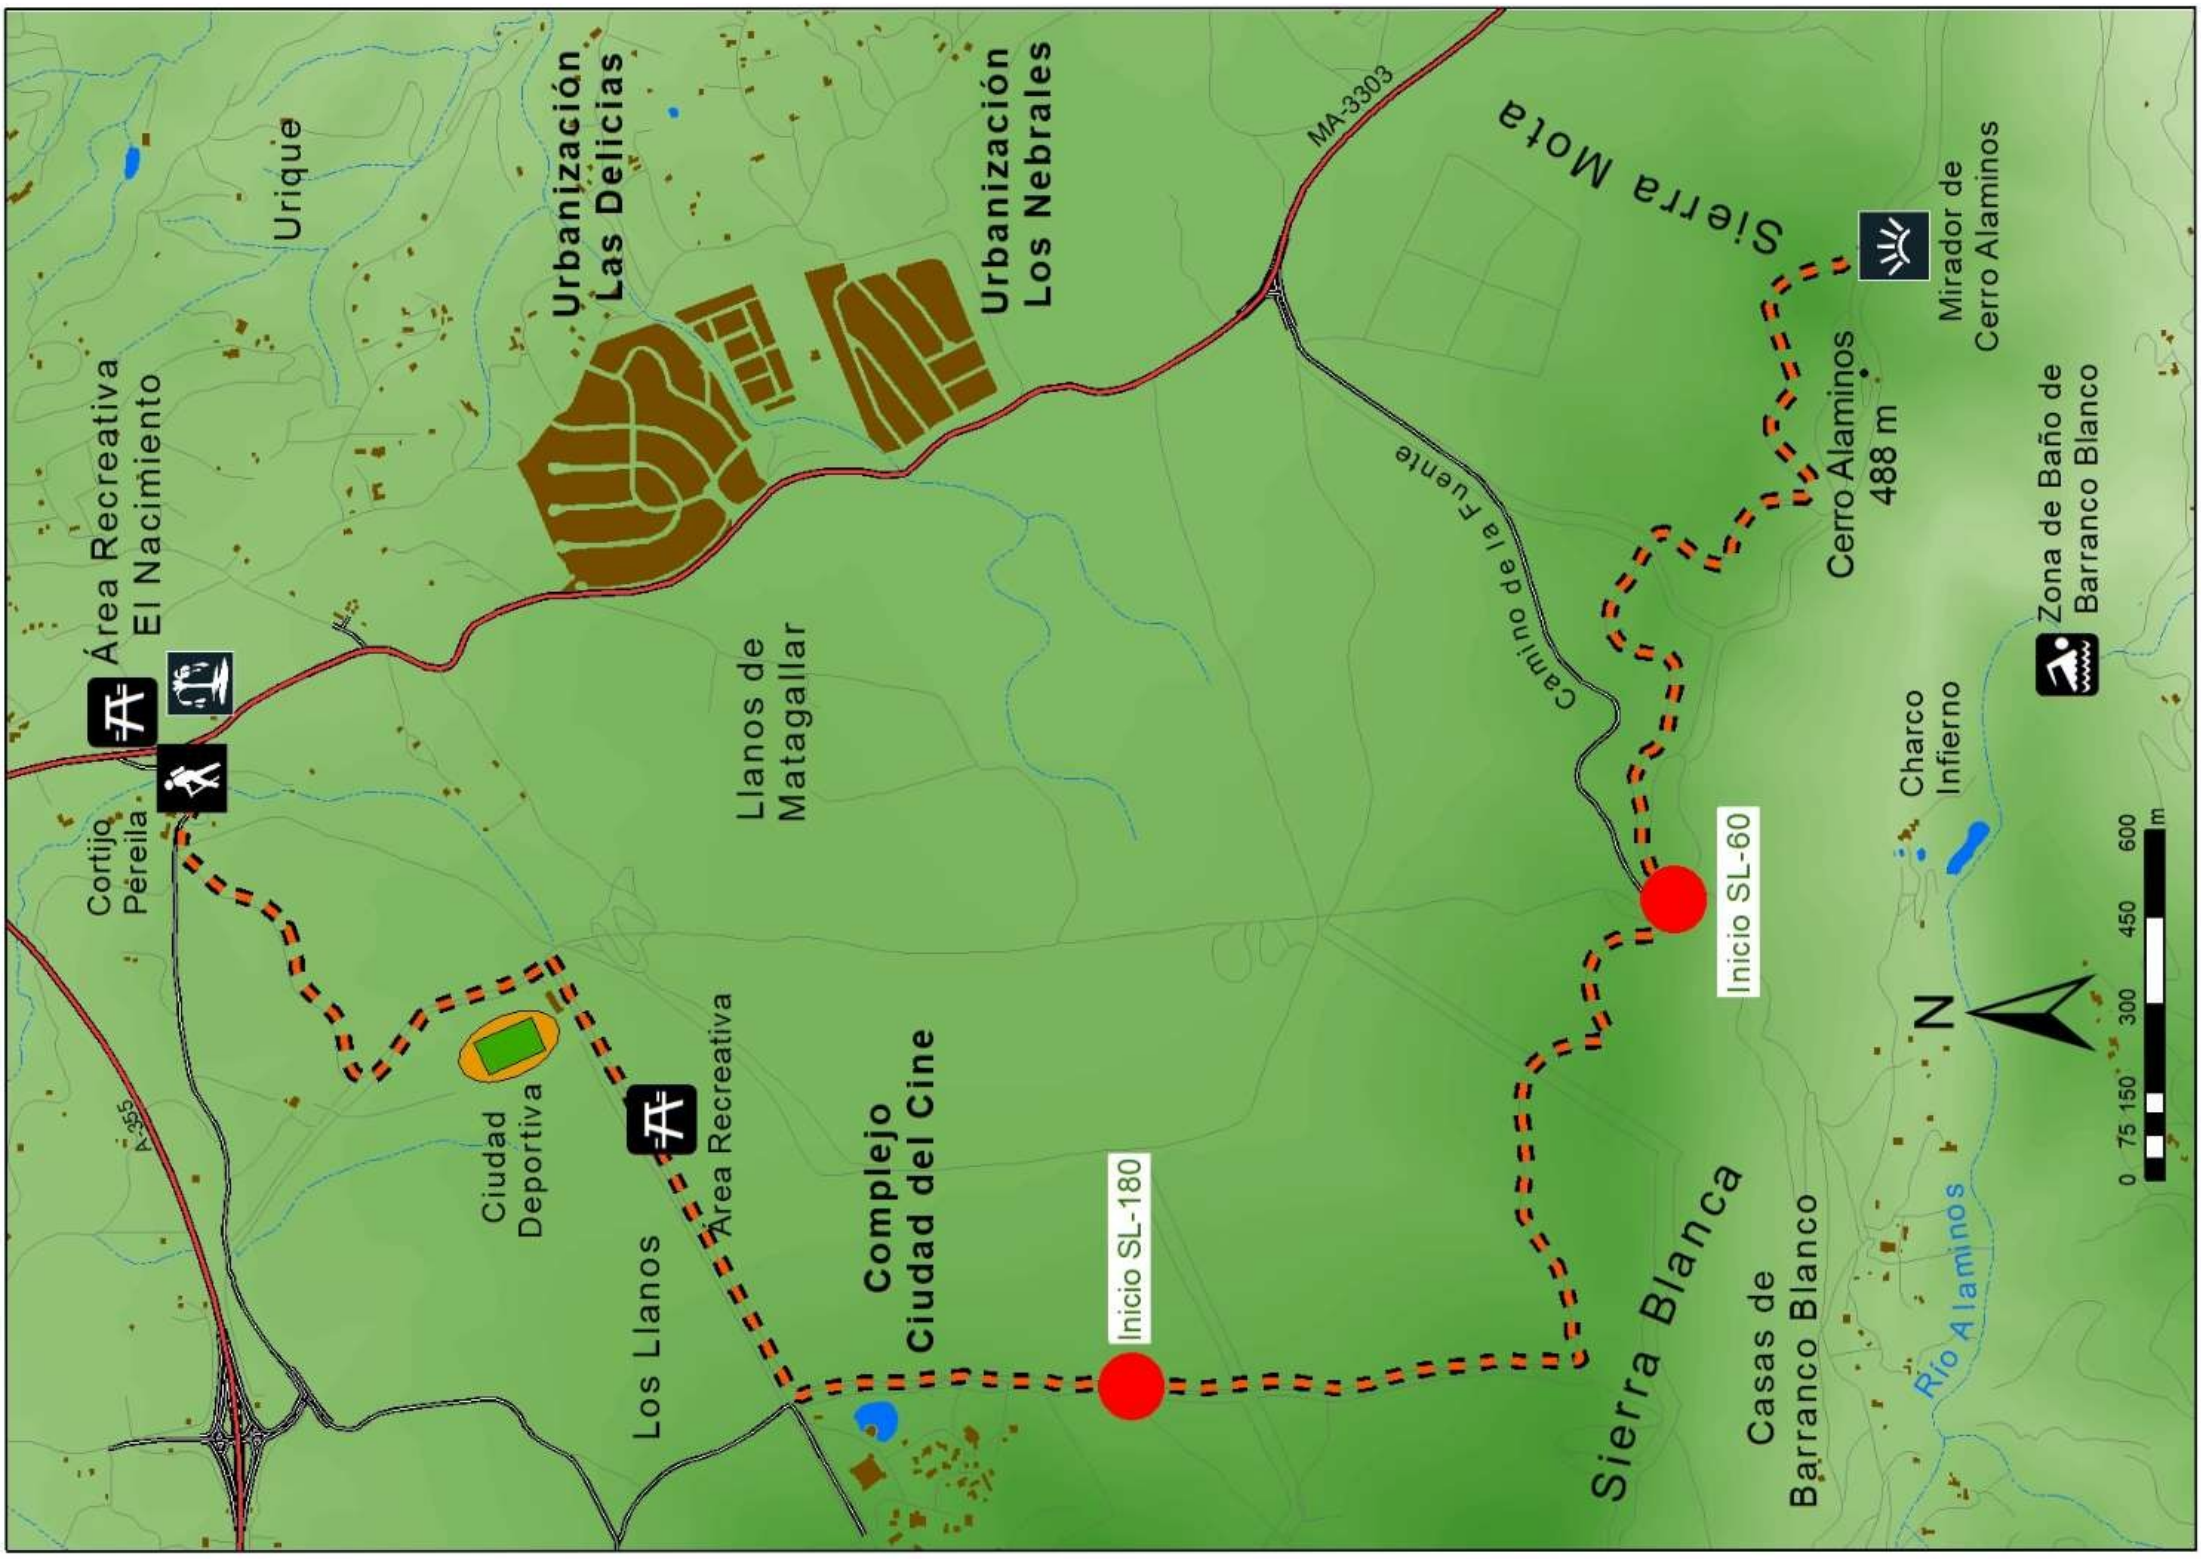 Área Recreativa
El Nacimiento
Urique
Urbanización
Las Delicias
Urbanización
Los Nebrales
MA-3303
Sierra Mota
Mirador de
Cerro Alaminos
Cerro Alaminos
488 m
Zona de Baño de
Barranco Blanco
Camino de la Fuente
Cortijo
Pereila
Llanos de
Matagallar
Charco
Infierno
Inicio SL-60
A-355
Ciudad
Deportiva
Área Recreativa
Los Llanos
Complejo
Ciudad del Cine
Inicio SL-180
Sierra Blanca
Casas de
Barranco Blanco
Río Alaminos
N
0 75 150 300 450 600
m